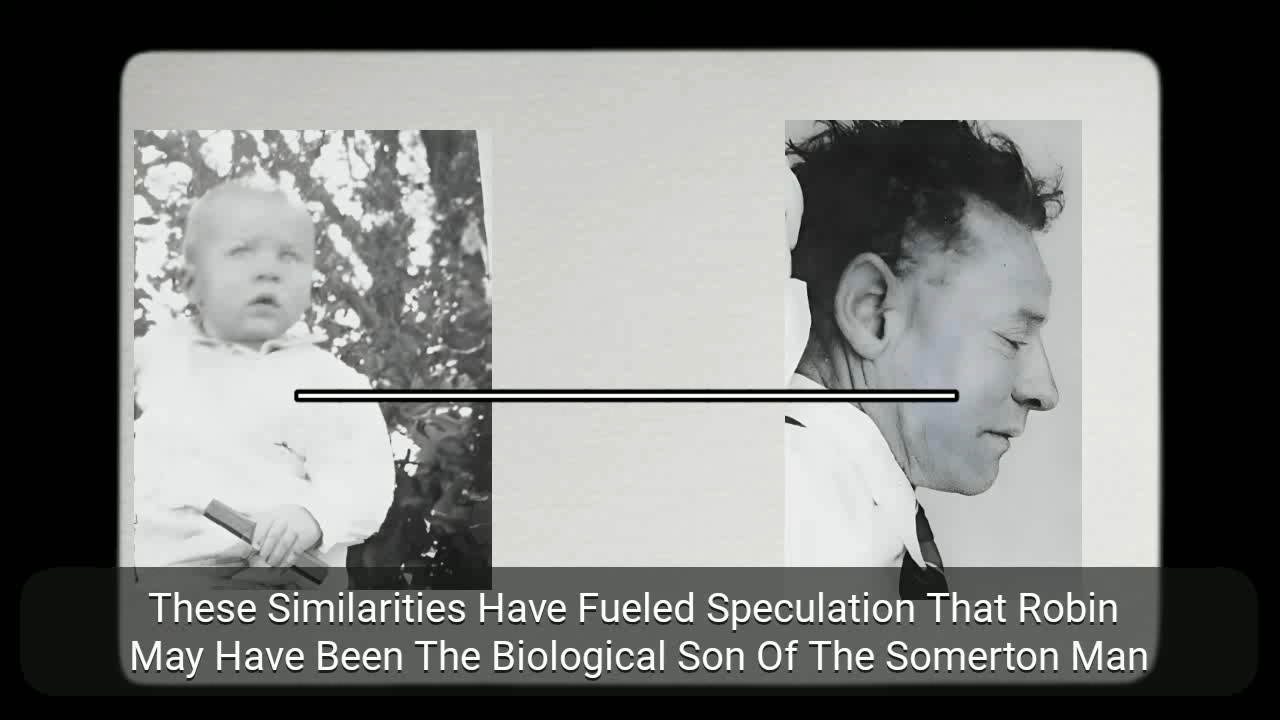 These Similarities Have Fueled Speculation That Robin
May Have Been The Biological Son Of The Somerton Man